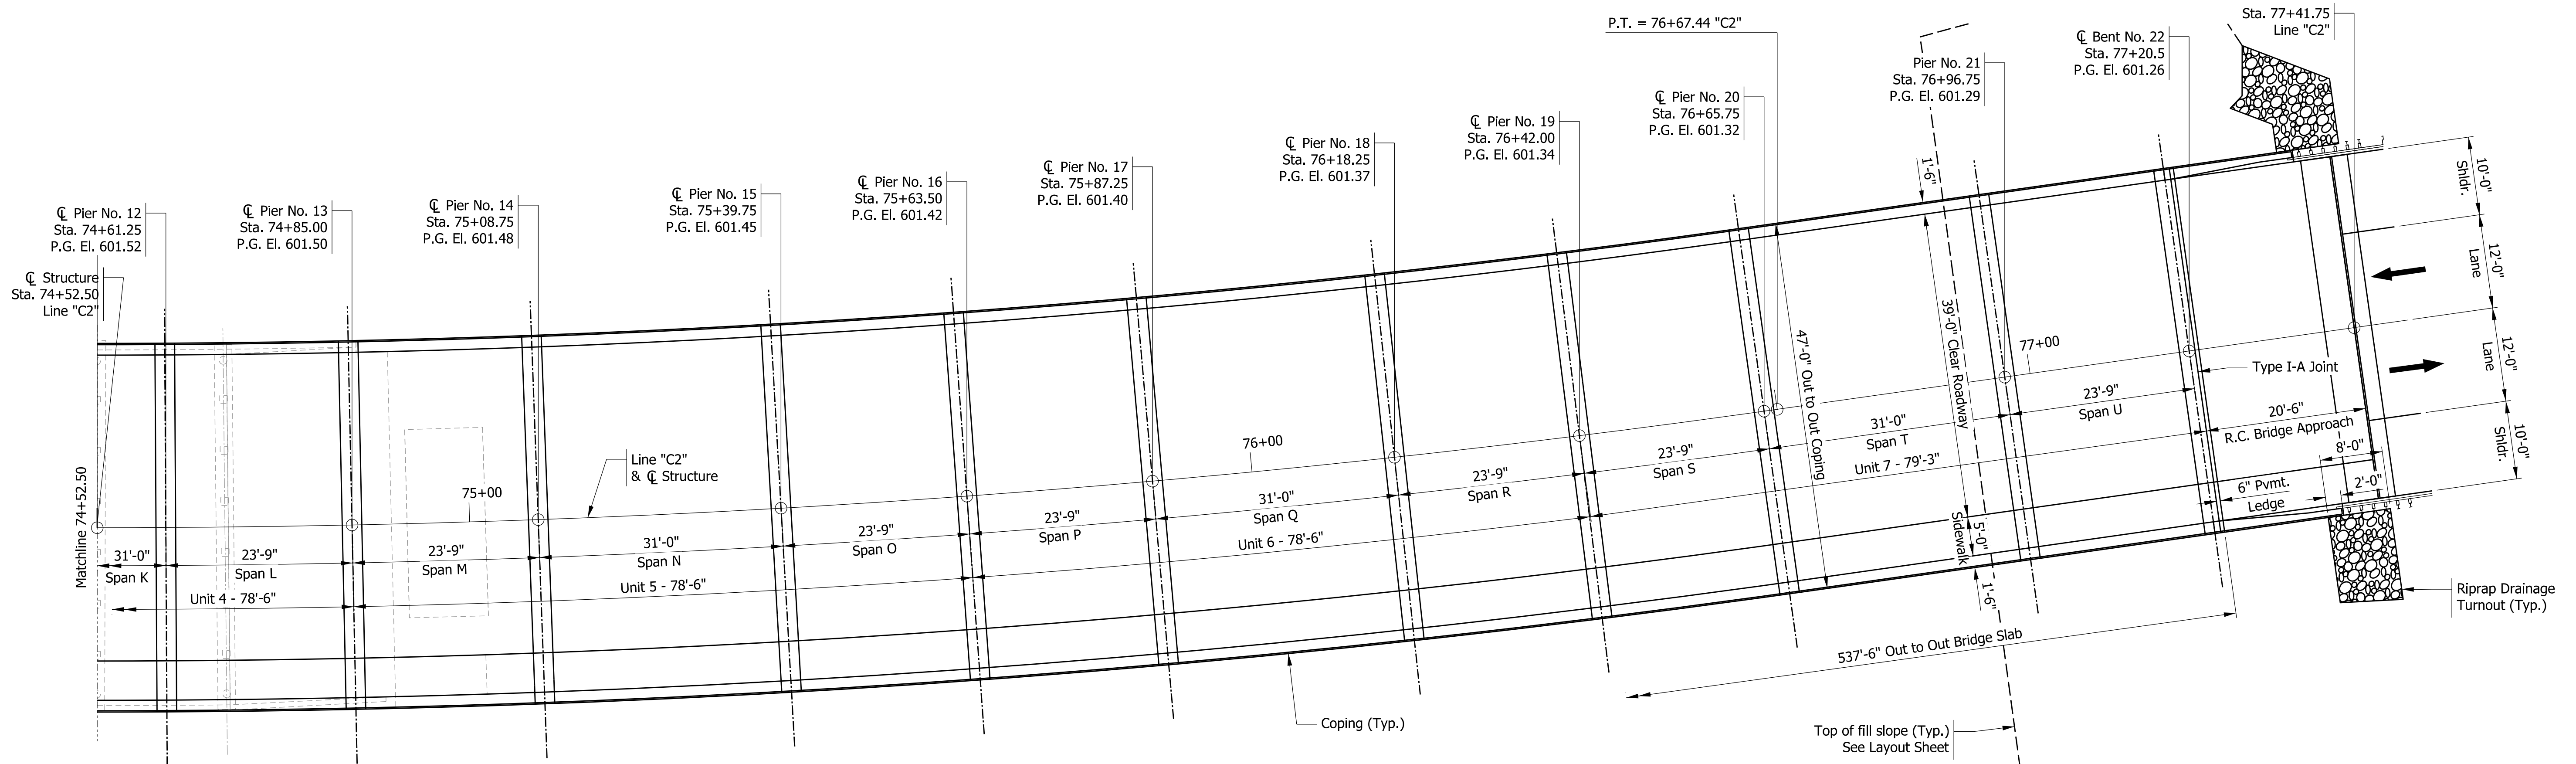 P.T. = 76+67.44 "C2"
Sta. 77+41.75
Line "C2"
℄ Bent No. 22
Sta. 77+20.5
P.G. El. 601.26
Pier No. 21
Sta. 76+96.75
P.G. El. 601.29
℄ Pier No. 20
Sta. 76+65.75
P.G. El. 601.32
℄ Pier No. 19
Sta. 76+42.00
P.G. El. 601.34
℄ Pier No. 18
Sta. 76+18.25
P.G. El. 601.37
℄ Pier No. 17
Sta. 75+87.25
P.G. El. 601.40
℄ Pier No. 16
Sta. 75+63.50
P.G. El. 601.42
℄ Pier No. 15
Sta. 75+39.75
P.G. El. 601.45
℄ Pier No. 14
Sta. 75+08.75
P.G. El. 601.48
℄ Pier No. 13
Sta. 74+85.00
P.G. El. 601.50
℄ Pier No. 12
Sta. 74+61.25
P.G. El. 601.52
℄ Structure
Sta. 74+52.50
Line "C2"
Matchline 74+52.50
31'-0"
Span K
23'-9"
Span L
23'-9"
Span M
31'-0"
Span N
23'-9"
Span O
23'-9"
Span P
31'-0"
Span Q
23'-9"
Span R
23'-9"
Span S
31'-0"
Span T
23'-9"
Span U
Unit 4 - 78'-6"
Unit 5 - 78'-6"
Unit 6 - 78'-6"
Unit 7 - 79'-3"
75+00
76+00
77+00
Line "C2"
& ℄ Structure
1'-6"
39'-0" Clear Roadway
47'-0" Out to Out Coping
5'-0"
Sidewalk
1'-6"
Type I-A Joint
20'-6"
R.C. Bridge Approach
8'-0"
2'-0"
6" Pvmt.
Ledge
10'-0"
Shldr.
12'-0"
Lane
12'-0"
Lane
10'-0"
Shldr.
Riprap Drainage
Turnout (Typ.)
537'-6" Out to Out Bridge Slab
Coping (Typ.)
Top of fill slope (Typ.)
See Layout Sheet